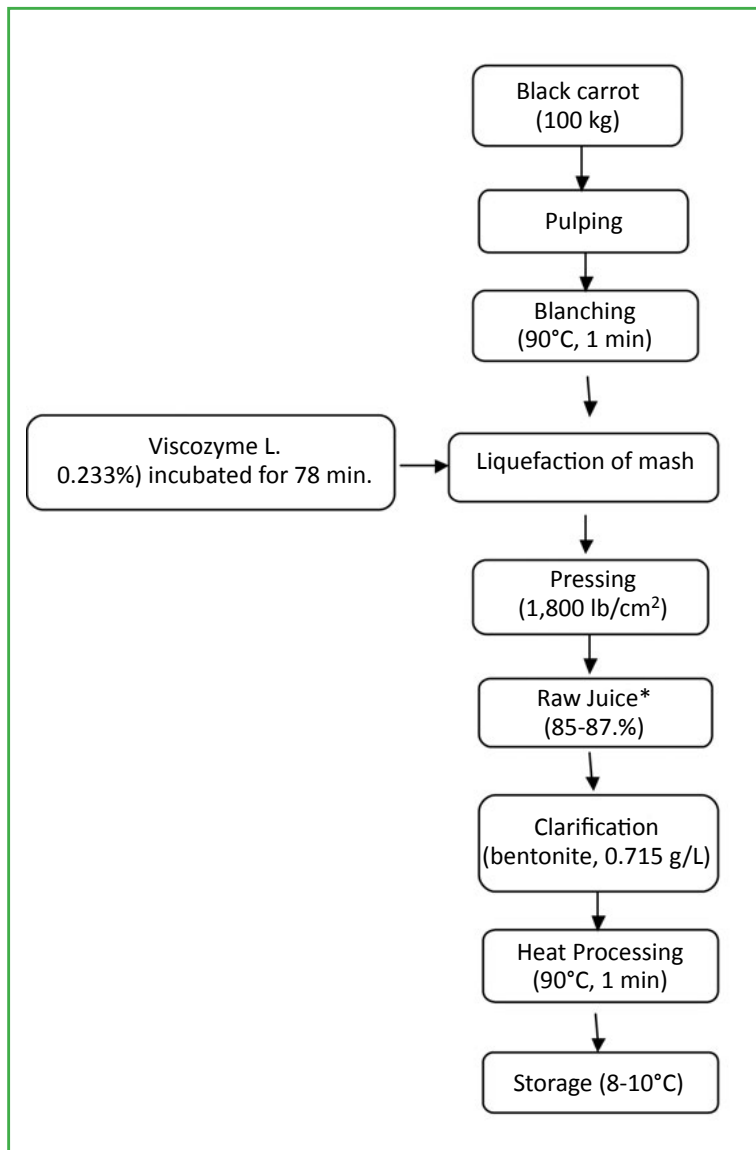 Black carrot
(100 kg)
Pulping
Blanching
(90°C, 1 min)
Viscozyme L.
0.233%) incubated for 78 min.
Liquefaction of mash
Pressing
(1,800 lb/cm²)
Raw Juice*
(85-87.%)
Clarification
(bentonite, 0.715 g/L)
Heat Processing
(90°C, 1 min)
Storage (8-10°C)